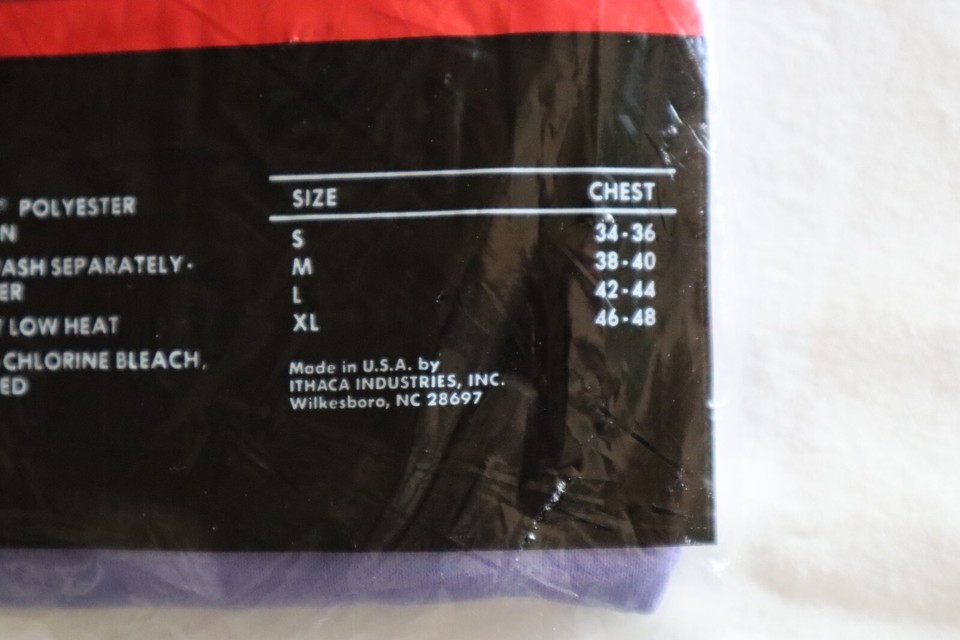 POLYESTER
N
ASH SEPARATELY-
ER
LOW HEAT
CHLORINE BLEACH,
ED
SIZE CHEST
S 34-36
M 38-40
L 42-44
XL 46-48
Made in U.S.A. by
ITHACA INDUSTRIES, INC.
Wilkesboro, NC 28697